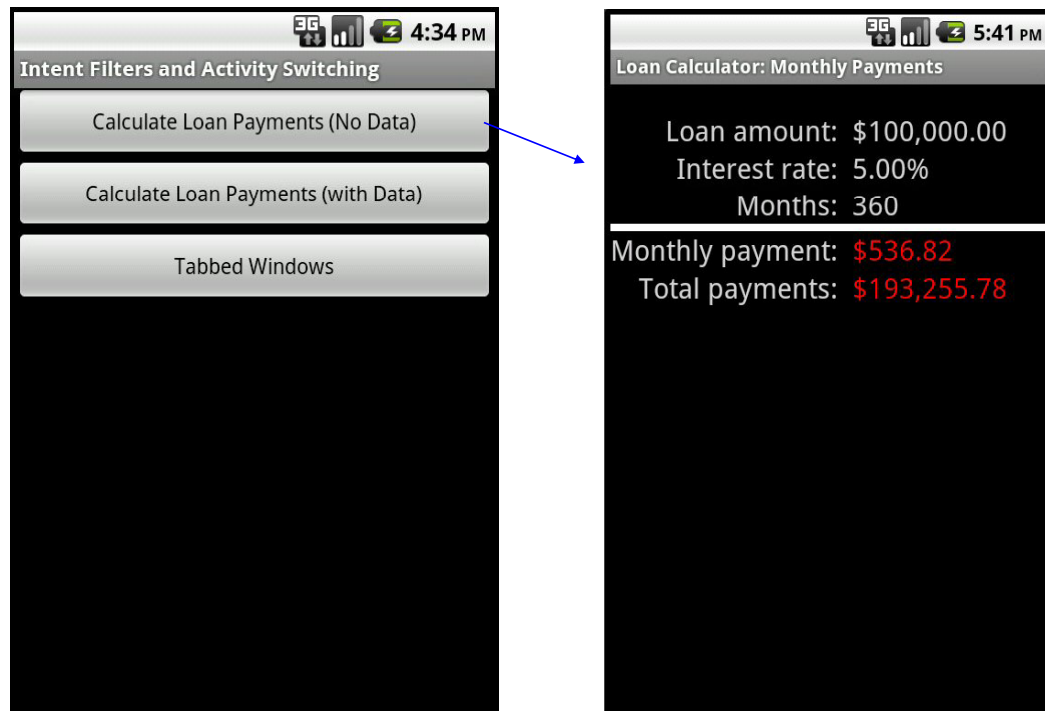 3G 4:34 PM
Intent Filters and Activity Switching
Calculate Loan Payments (No Data)
Calculate Loan Payments (with Data)
Tabbed Windows
3G 5:41 PM
Loan Calculator: Monthly Payments
Loan amount: $100,000.00
Interest rate: 5.00%
Months: 360
Monthly payment: $536.82
Total payments: $193,255.78